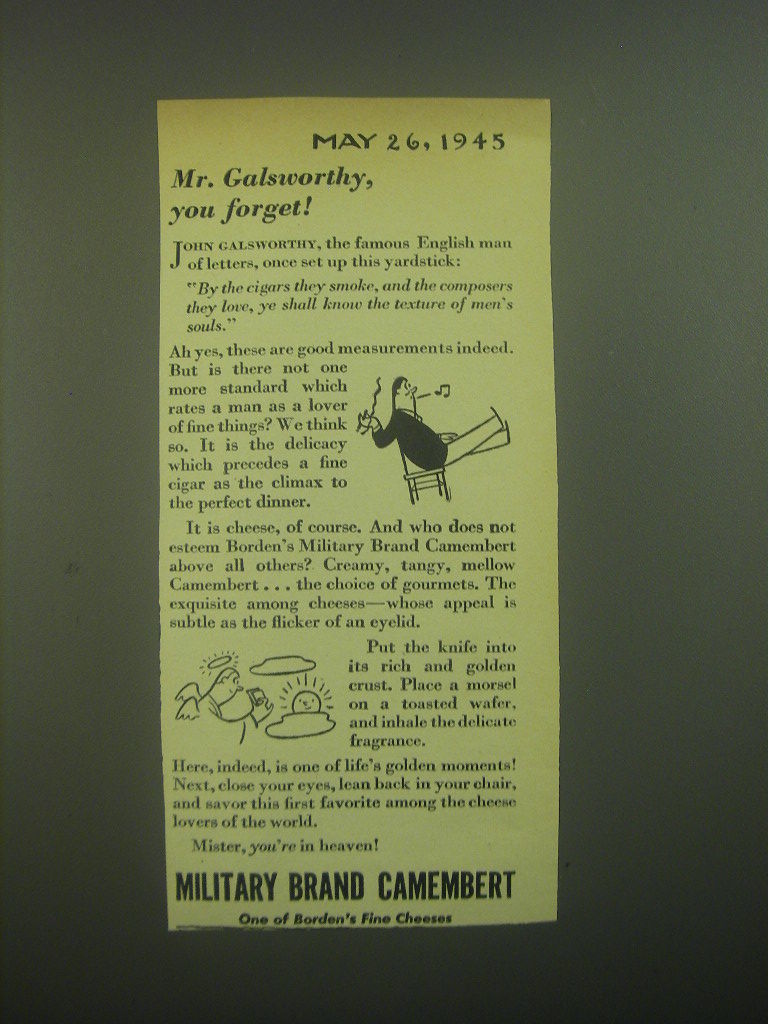 MAY 26, 1945
Mr. Galsworthy,
you forget!
JOHN GALSWORTHY, the famous English man
of letters, once set up this yardstick:
"By the cigars they smoke, and the composers
they love, ye shall know the texture of men's
souls."
Ah yes, these are good measurements indeed.
But is there not one
more standard which
rates a man as a lover
of fine things? We think
so. It is the delicacy
which precedes a fine
cigar as the climax to
the perfect dinner.
It is cheese, of course. And who does not
esteem Borden's Military Brand Camembert
above all others? Creamy, tangy, mellow
Camembert . . . the choice of gourmets. The
exquisite among cheeses—whose appeal is
subtle as the flicker of an eyelid.
Put the knife into
its rich and golden
crust. Place a morsel
on a toasted wafer,
and inhale the delicate
fragrance.
Here, indeed, is one of life's golden moments!
Next, close your eyes, lean back in your chair,
and savor this first favorite among the cheese
lovers of the world.
Mister, you're in heaven!
MILITARY BRAND CAMEMBERT
One of Borden's Fine Cheeses